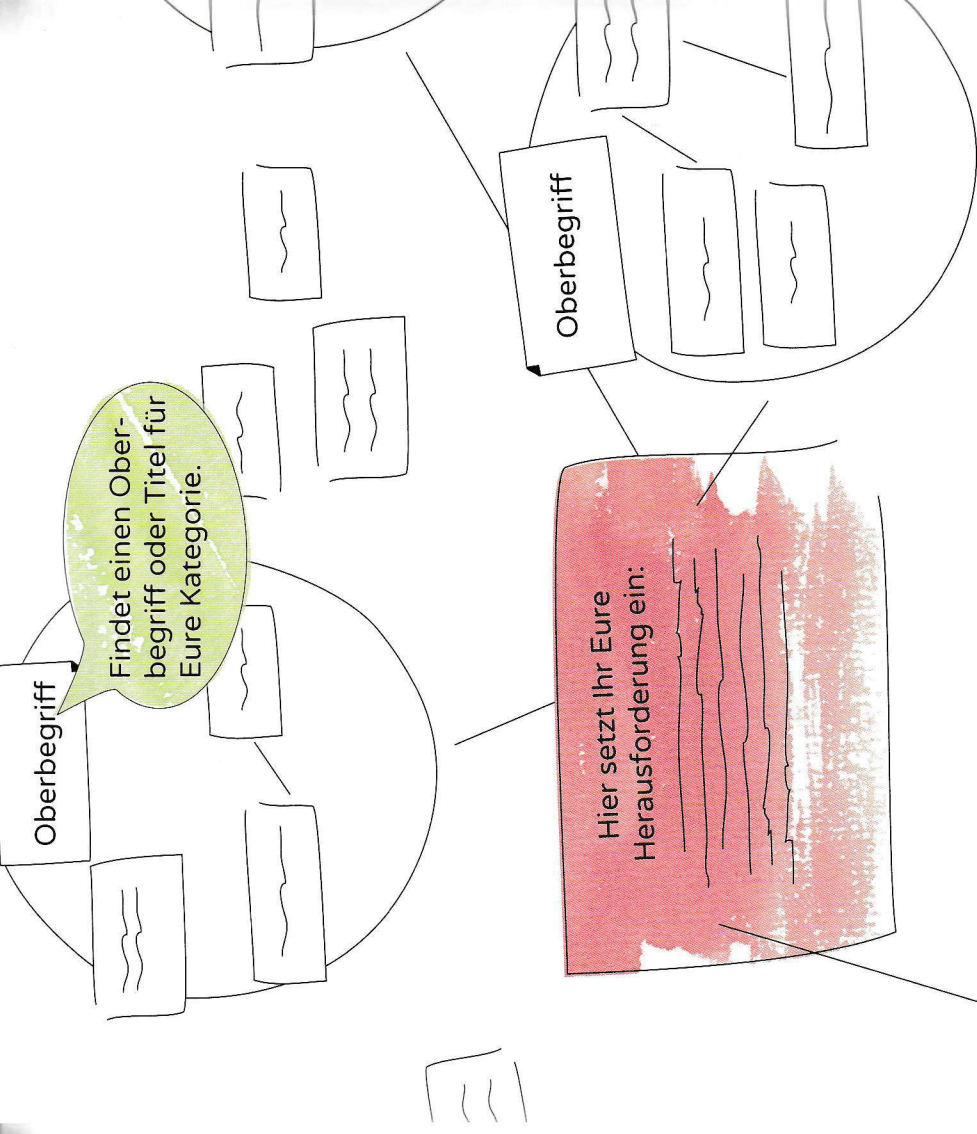 Oberbegriff
Findet einen Ober-
begriff oder Titel für
Eure Kategorie.
Oberbegriff
Hier setzt Ihr Eure
Herausforderung ein: